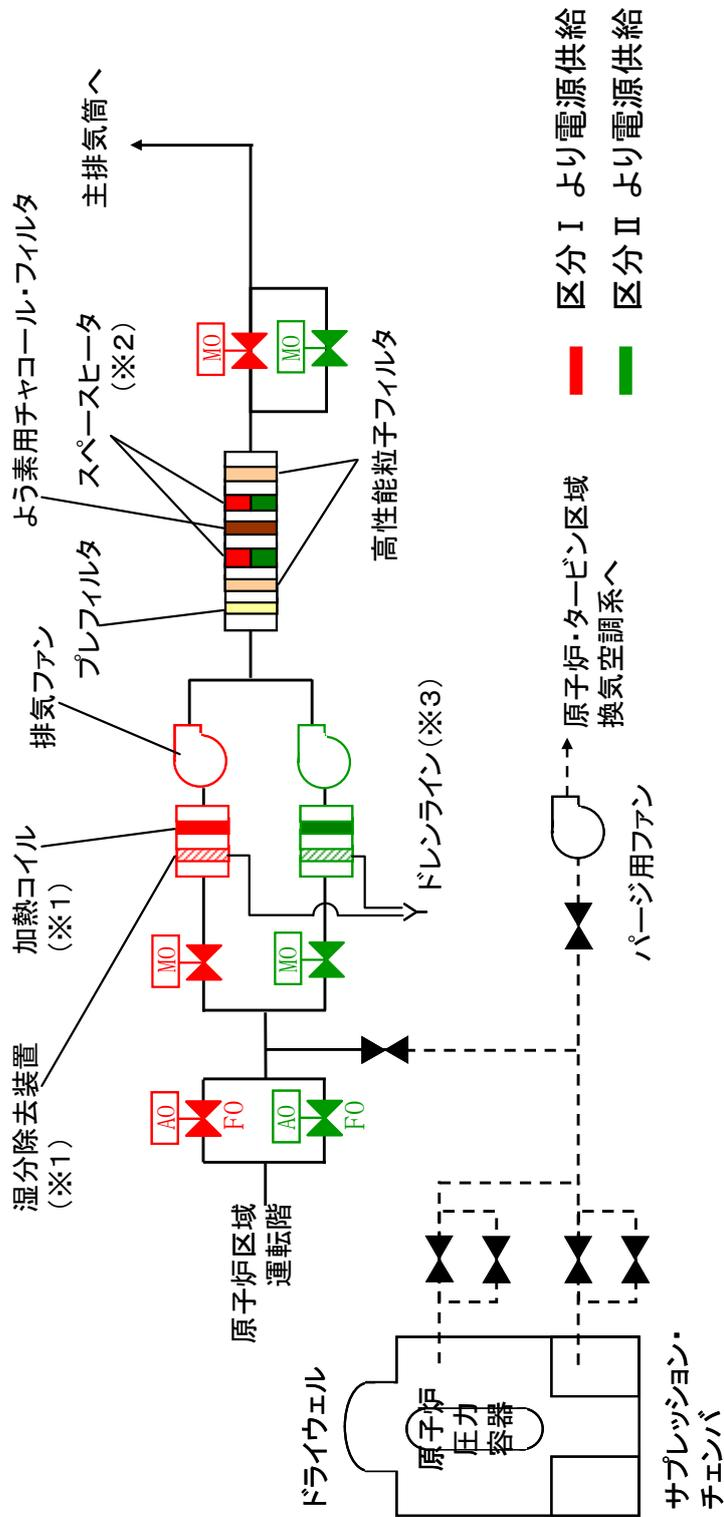 主排気筒へ
よう素用チャコール・フィルタ
スペースヒータ
(※2)
プレフィルタ
排気ファン
加熱コイル
(※1)
湿分除去装置
(※1)
MO
MO
高性能粒子フィルタ
MO
MO
ドレンライン(※3)
AO
FO
AO
FO
原子炉区域
運転階
ドライウェル
原子炉
圧力
容器
サプレッション・
チェンバ
パージ用ファン
原子炉・タービン区域
換気空調系へ
区分Ⅰ より電源供給
区分Ⅱ より電源供給